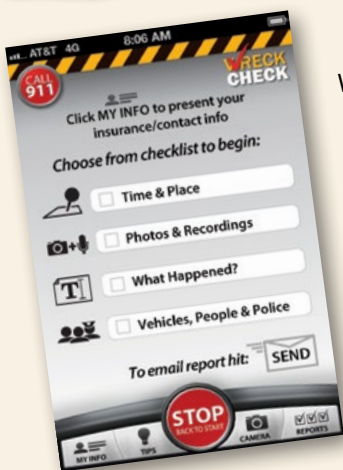 AT&T 4G 8:06 AM
CALL
911
WRECK
CHECK
Click MY INFO to present your
insurance/contact info
Choose from checklist to begin:
Time & Place
Photos & Recordings
T
What Happened?
Vehicles, People & Police
To email report hit: SEND
STOP
BACK TO START
MY INFO
TIPS
CAMERA
REPORTS